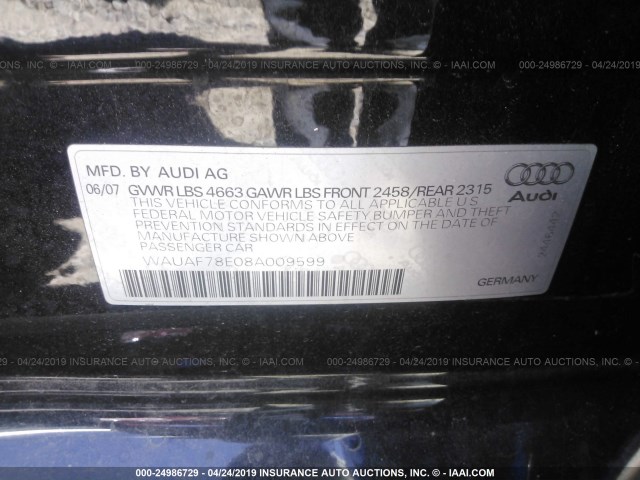 000-24986729 - 04/24/2019 INSURANCE AUTO AUCTIONS, INC. - IAAI.COM
MFD. BY AUDI AG
06/07 GVWR LBS 4663 GAWR LBS FRONT 2458/REAR 2315
THIS VEHICLE CONFORMS TO ALL APPLICABLE U.S.
FEDERAL MOTOR VEHICLE SAFETY, BUMPER AND THEFT
PREVENTION STANDARDS IN EFFECT ON THE DATE OF
MANUFACTURE SHOWN ABOVE
PASSENGER CAR
WAUAF78E08A009599
Audi
GERMANY
000-24986729 - 04/24/2019 INSURANCE AUTO AUCTIONS, INC. - IAAI.COM
000-24986729 - 04/24/2019 INSURANCE AUTO AUCTIONS, INC. - IAAI.COM